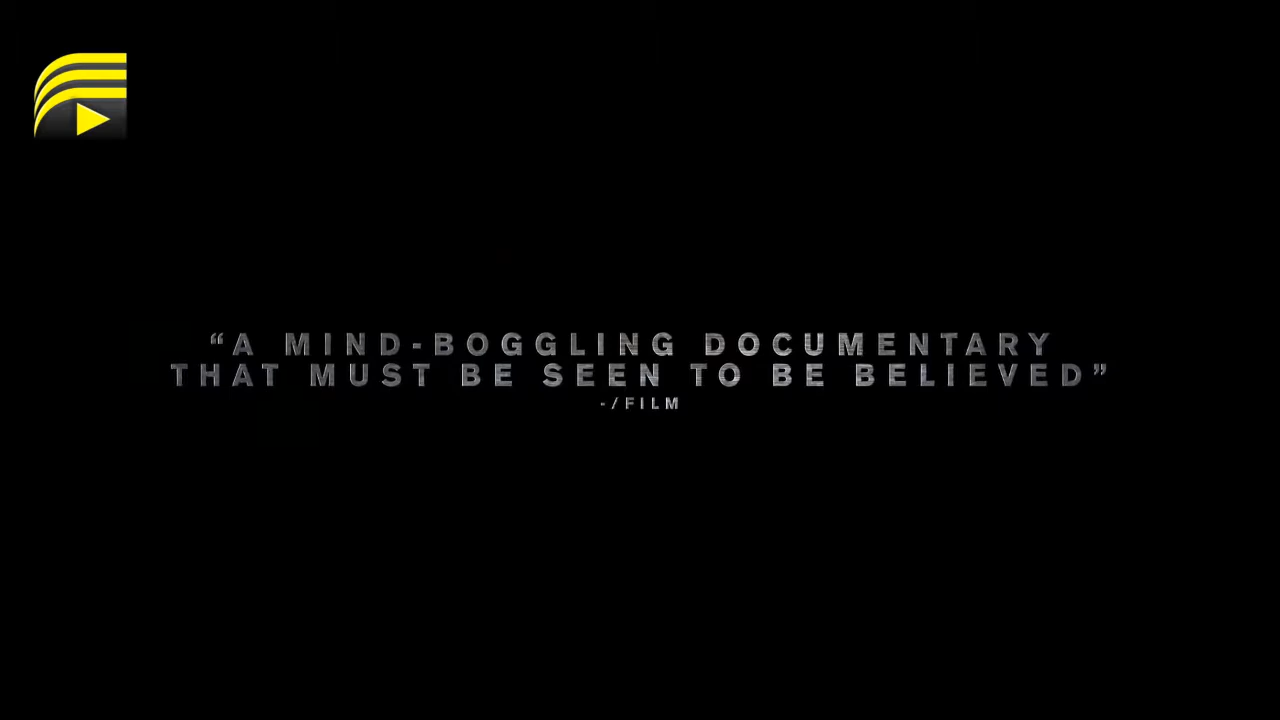 “A MIND-BOGGLING DOCUMENTARY
THAT MUST BE SEEN TO BE BELIEVED”
-/FILM